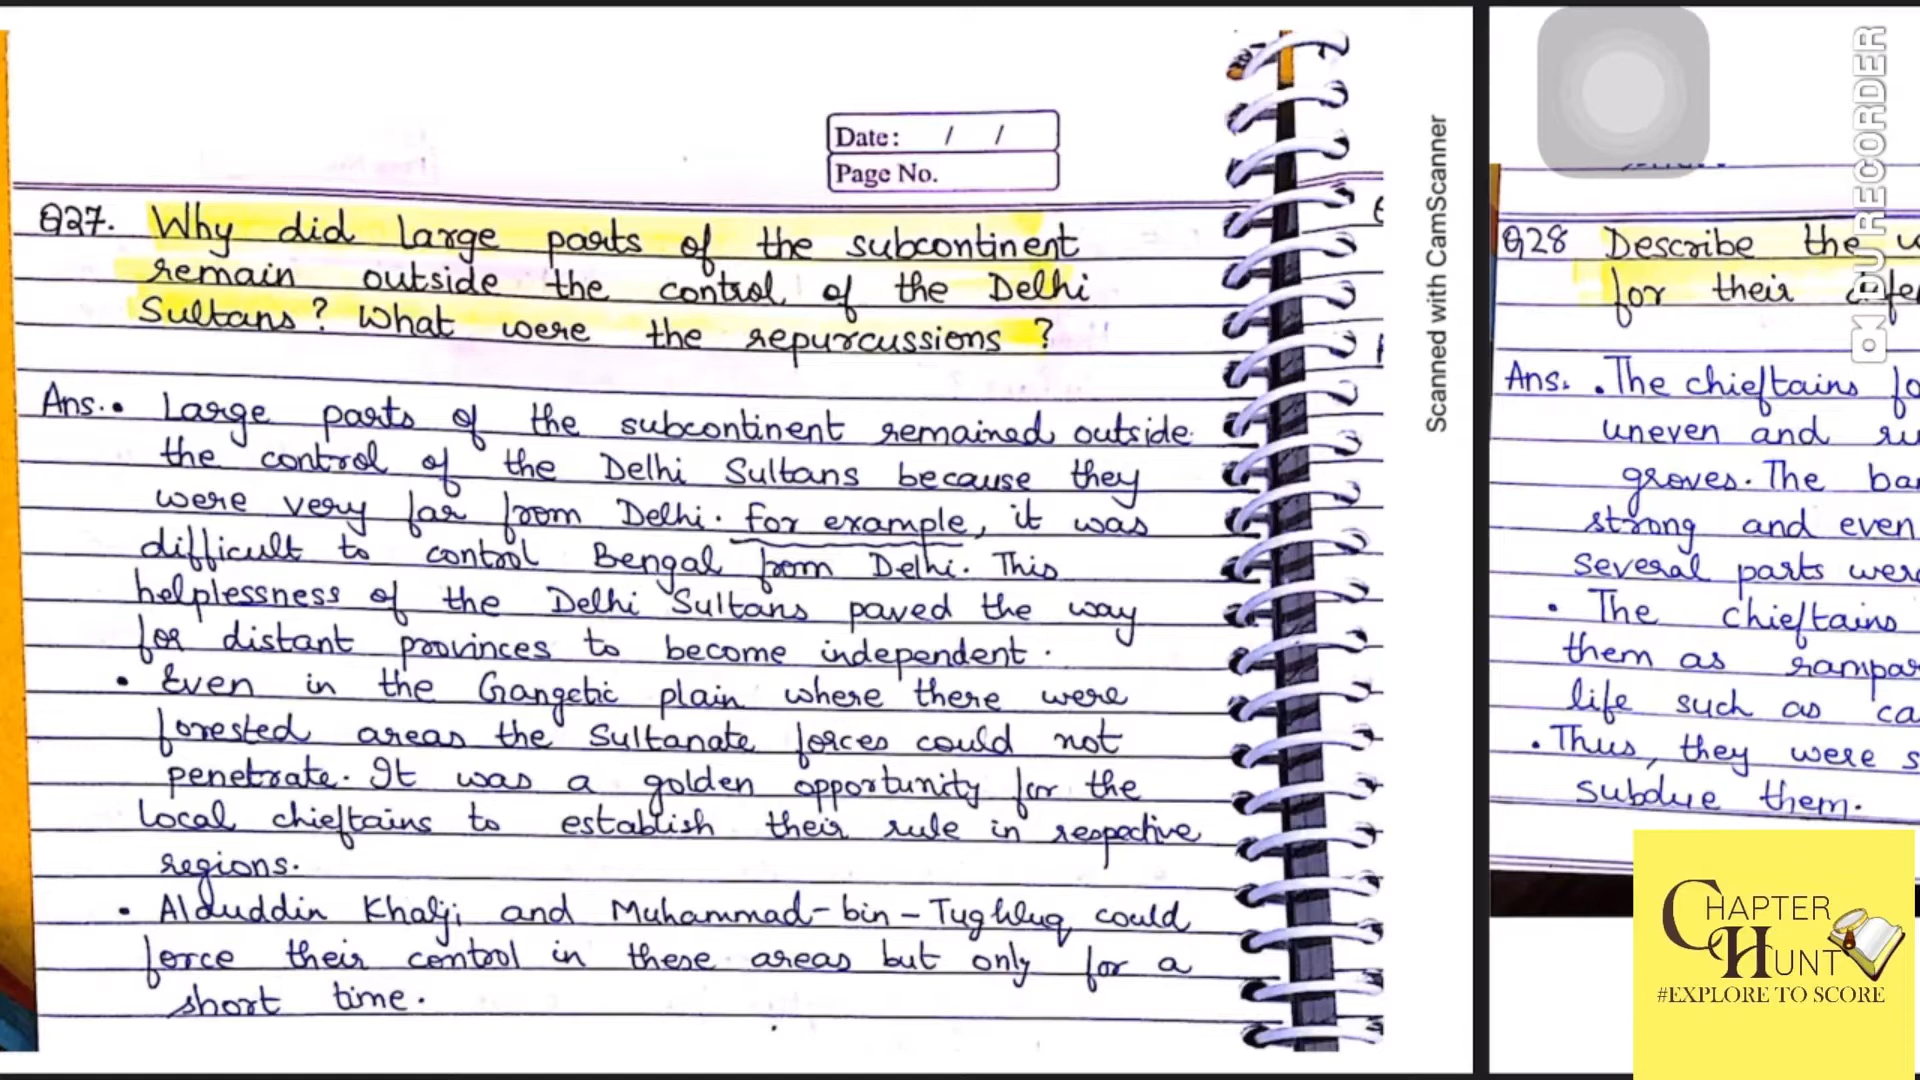 Date: / /
Page No.
Q27. Why did large parts of the subcontinent
remain outside the control of the Delhi
Sultans? What were the repurcussions?
Ans.. Large parts of the subcontinent remained outside
the control of the Delhi Sultans because they
were very far from Delhi. For example, it was
difficult to control Bengal from Delhi. This
helplessness of the Delhi Sultans paved the way
for distant provinces to become independent.
• Even in the Gangetic plain where there were
forested areas the Sultanate forces could not
penetrate. It was a golden opportunity for the
local chieftains to establish their rule in respective
regions.
• Alauddin Khalji and Muhammad-bin-Tughluq could
force their control in these areas but only for a
short time.
Scanned with CamScanner
Q28 Describe the
for their
Ans. . The chieftains
uneven and
groves. The
strong and even
several parts were
• The chieftains
them as
life such as
. Thus, they were
subdue them.
DU RECORDER
CHAPTER
HUNT
#EXPLORE TO SCORE